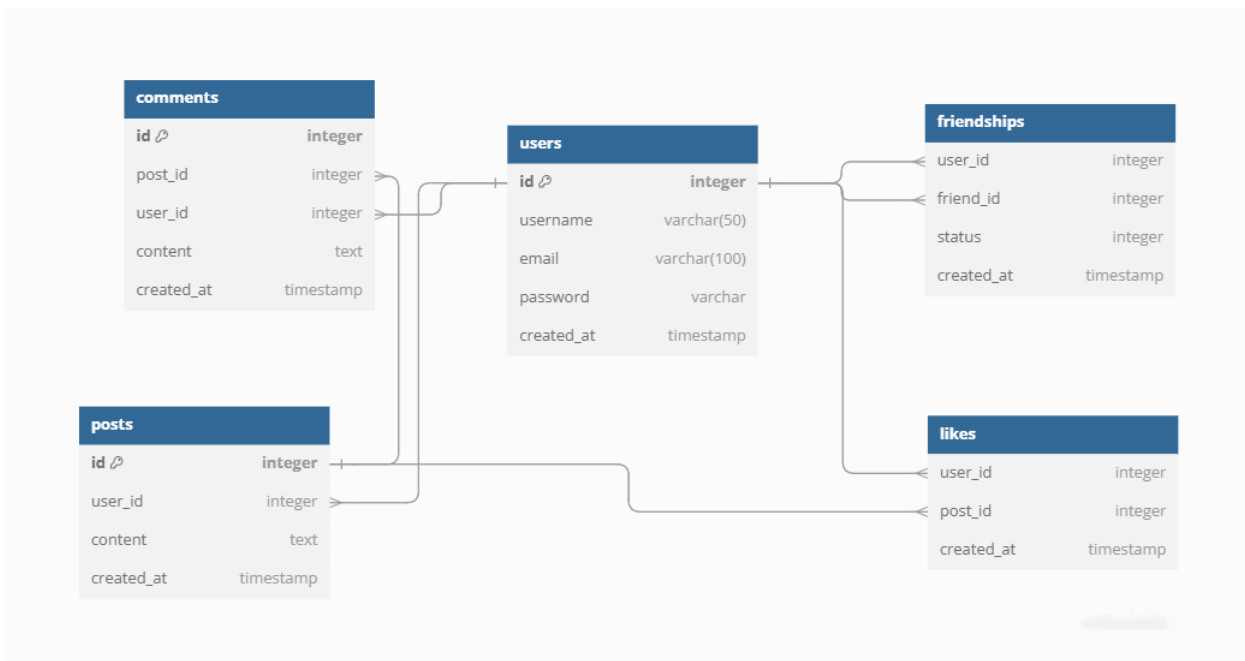 comments
id integer
post_id integer
user_id integer
content text
created_at timestamp
users
id integer
username varchar(50)
email varchar(100)
password varchar
created_at timestamp
friendships
user_id integer
friend_id integer
status integer
created_at timestamp
posts
id integer
user_id integer
content text
created_at timestamp
likes
user_id integer
post_id integer
created_at timestamp